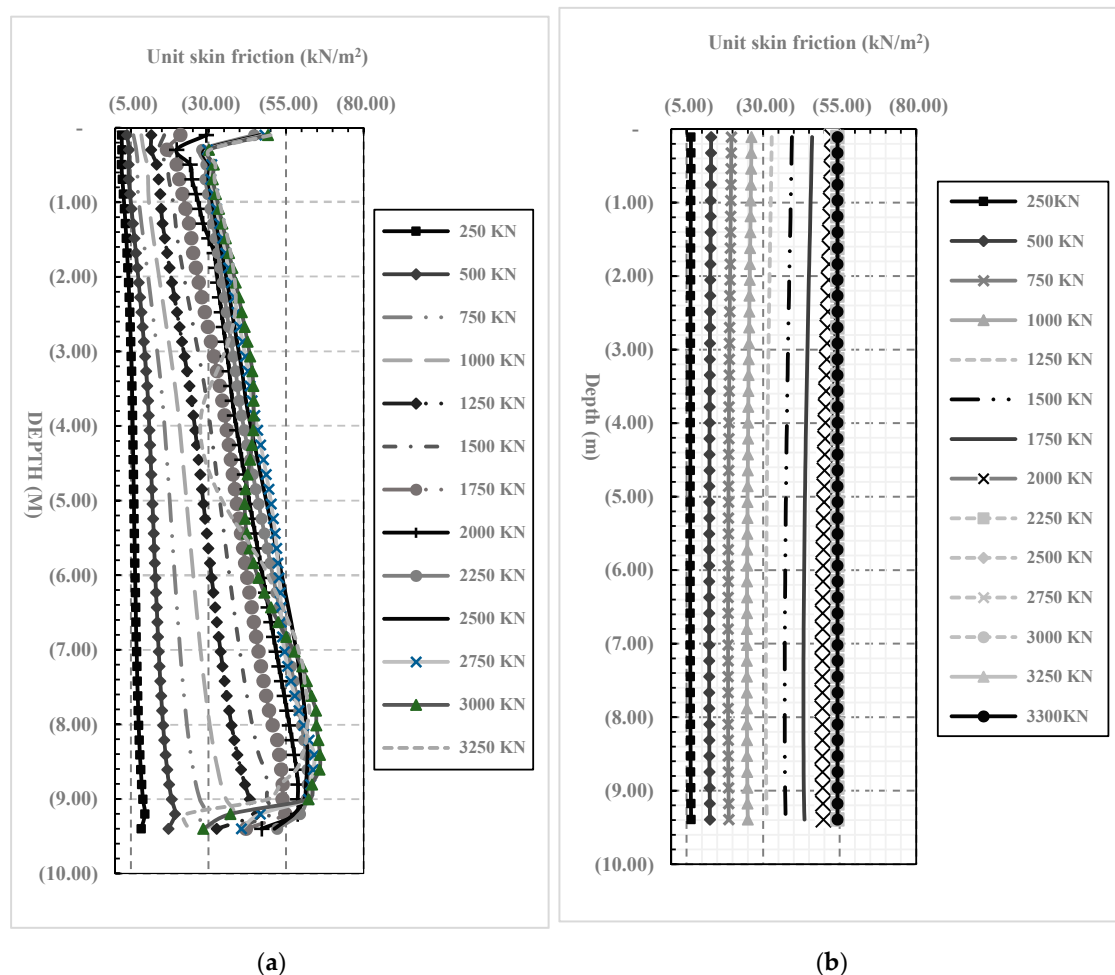 Unit skin friction (kN/m²)
(5.00) (30.00) (55.00) (80.00)
-
(1.00)
(2.00)
(3.00)
(4.00)
(5.00)
(6.00)
(7.00)
(8.00)
(9.00)
(10.00)
DEPTH (M)
250 KN
500 KN
750 KN
1000 KN
1250 KN
1500 KN
1750 KN
2000 KN
2250 KN
2500 KN
2750 KN
3000 KN
3250 KN
(a)
Unit skin friction (kN/m²)
(5.00) (30.00) (55.00) (80.00)
-
(1.00)
(2.00)
(3.00)
(4.00)
(5.00)
(6.00)
(7.00)
(8.00)
(9.00)
(10.00)
Depth (m)
250KN
500 KN
750 KN
1000 KN
1250 KN
1500 KN
1750 KN
2000 KN
2250 KN
2500 KN
2750 KN
3000 KN
3250 KN
3300KN
(b)